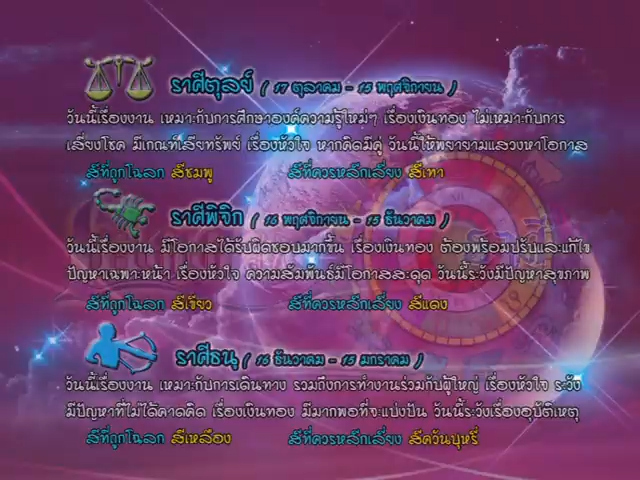 ราศีตุลย์ ( 17 ตุลาคม - 15 พฤศจิกายน )
วันนี้เรื่องงาน เหมาะกับการศึกษาองค์ความรู้ใหม่ๆ เรื่องเงินทอง ไม่เหมาะกับการ
เสี่ยงโชค มีเกณฑ์เสียทรัพย์ เรื่องหัวใจ หากคิดมีคู่ วันนี้ให้พยายามแสวงหาโอกาส
สีที่ถูกโฉลก สีชมพู สีที่ควรหลีกเลี่ยง สีเทา
ราศีพิจิก ( 16 พฤศจิกายน - 15 ธันวาคม )
วันนี้เรื่องงาน มีโอกาสได้รับผิดชอบมากขึ้น เรื่องเงินทอง ต้องพร้อมปรับและแก้ไข
ปัญหาเฉพาะหน้า เรื่องหัวใจ ความสัมพันธ์มีโอกาสสะดุด วันนี้ระวังมีปัญหาสุขภาพ
สีที่ถูกโฉลก สีเขียว สีที่ควรหลีกเลี่ยง สีแดง
ราศีธนู ( 16 ธันวาคม - 15 มกราคม )
วันนี้เรื่องงาน เหมาะกับการเดินทาง รวมถึงการทำงานร่วมกับผู้ใหญ่ เรื่องหัวใจ ระวัง
มีปัญหาที่ไม่ได้คาดคิด เรื่องเงินทอง มีมากพอที่จะแบ่งปัน วันนี้ระวังเรื่องอุบัติเหตุ
สีที่ถูกโฉลก สีเหลือง สีที่ควรหลีกเลี่ยง สีควันบุหรี่